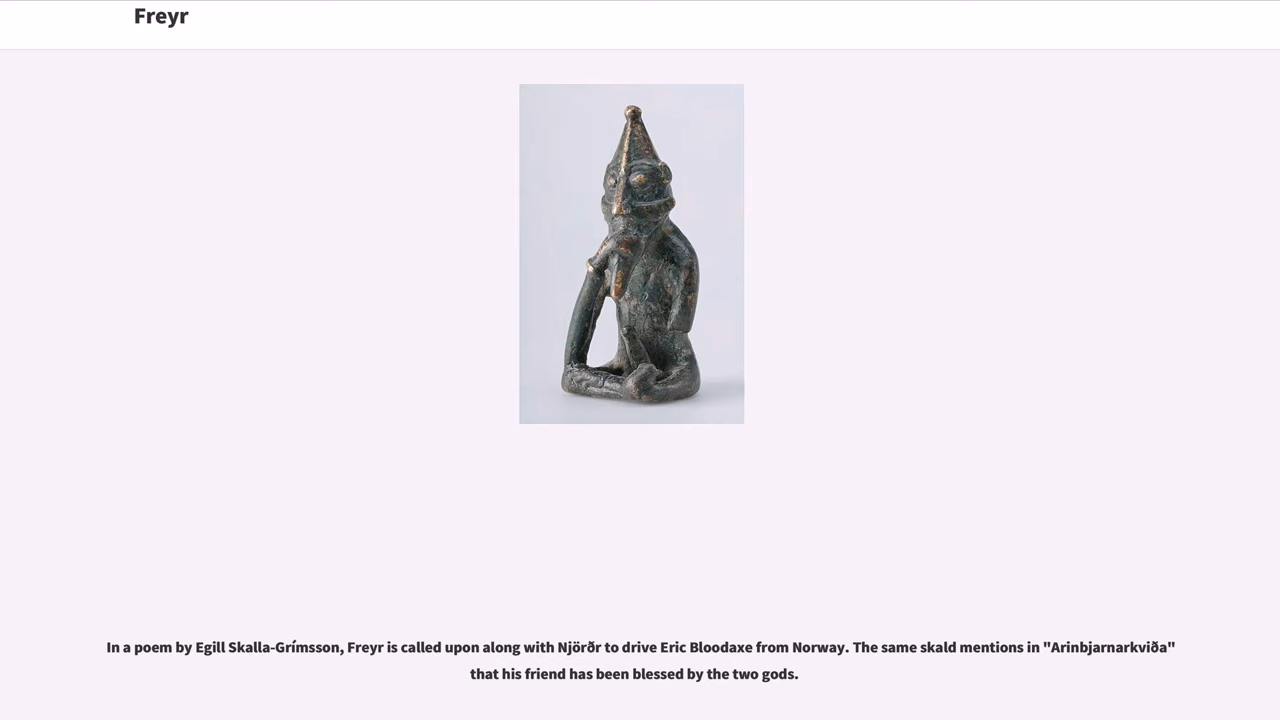 Freyr
In a poem by Egill Skalla-Grímsson, Freyr is called upon along with Njörðr to drive Eric Bloodaxe from Norway. The same skald mentions in "Arinbjarnarkviða"
that his friend has been blessed by the two gods.